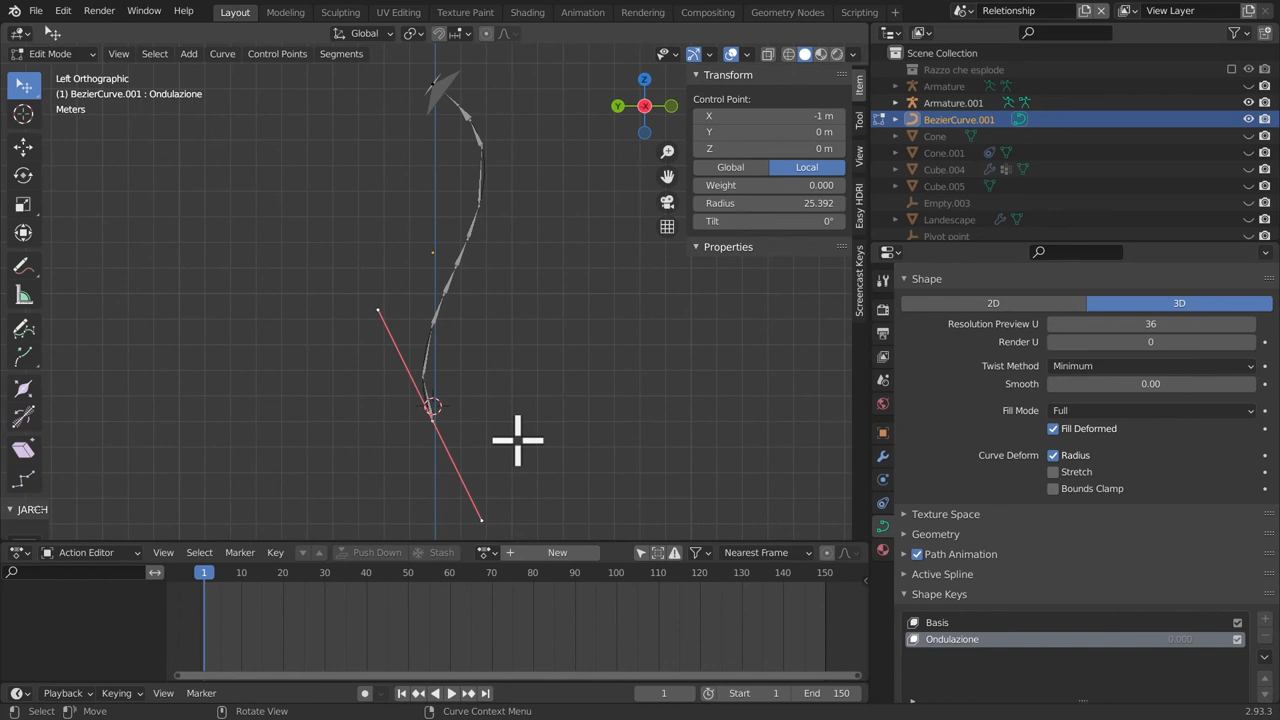 File Edit Render Window Help Layout Modeling Sculpting UV Editing Texture Paint Shading Animation Rendering Compositing Geometry Nodes Scripting + Relationship View Layer
Global
Edit Mode View Select Add Curve Control Points Segments
Left Orthographic
(1) BezierCurve.001 : Ondulazione
Meters
JARCH
Z
Y
X
Transform
Control Point:
X -1 m
Y 0 m
Z 0 m
Global Local
Weight 0.000
Radius 25.392
Tilt 0°
Properties
Item
Tool
View
Easy HDRI
Screencast Keys
Scene Collection
Razzo che esplode
Armature
Armature.001
BezierCurve.001
Cone
Cone.001
Cube.004
Cube.005
Empty.003
Landscape
Pivot point
Shape
2D 3D
Resolution Preview U 36
Render U 0
Twist Method Minimum
Smooth 0.00
Fill Mode Full
Fill Deformed
Curve Deform Radius
Stretch
Bounds Clamp
Texture Space
Geometry
Path Animation
Active Spline
Shape Keys
Basis
Ondulazione 0.000
Action Editor View Select Marker Key Push Down Stash + New Nearest Frame
1 10 20 30 40 50 60 70 80 90 100 110 120 130 140 150
Playback Keying View Marker 1 Start 1 End 150
Select Move Rotate View Curve Context Menu 2.93.3